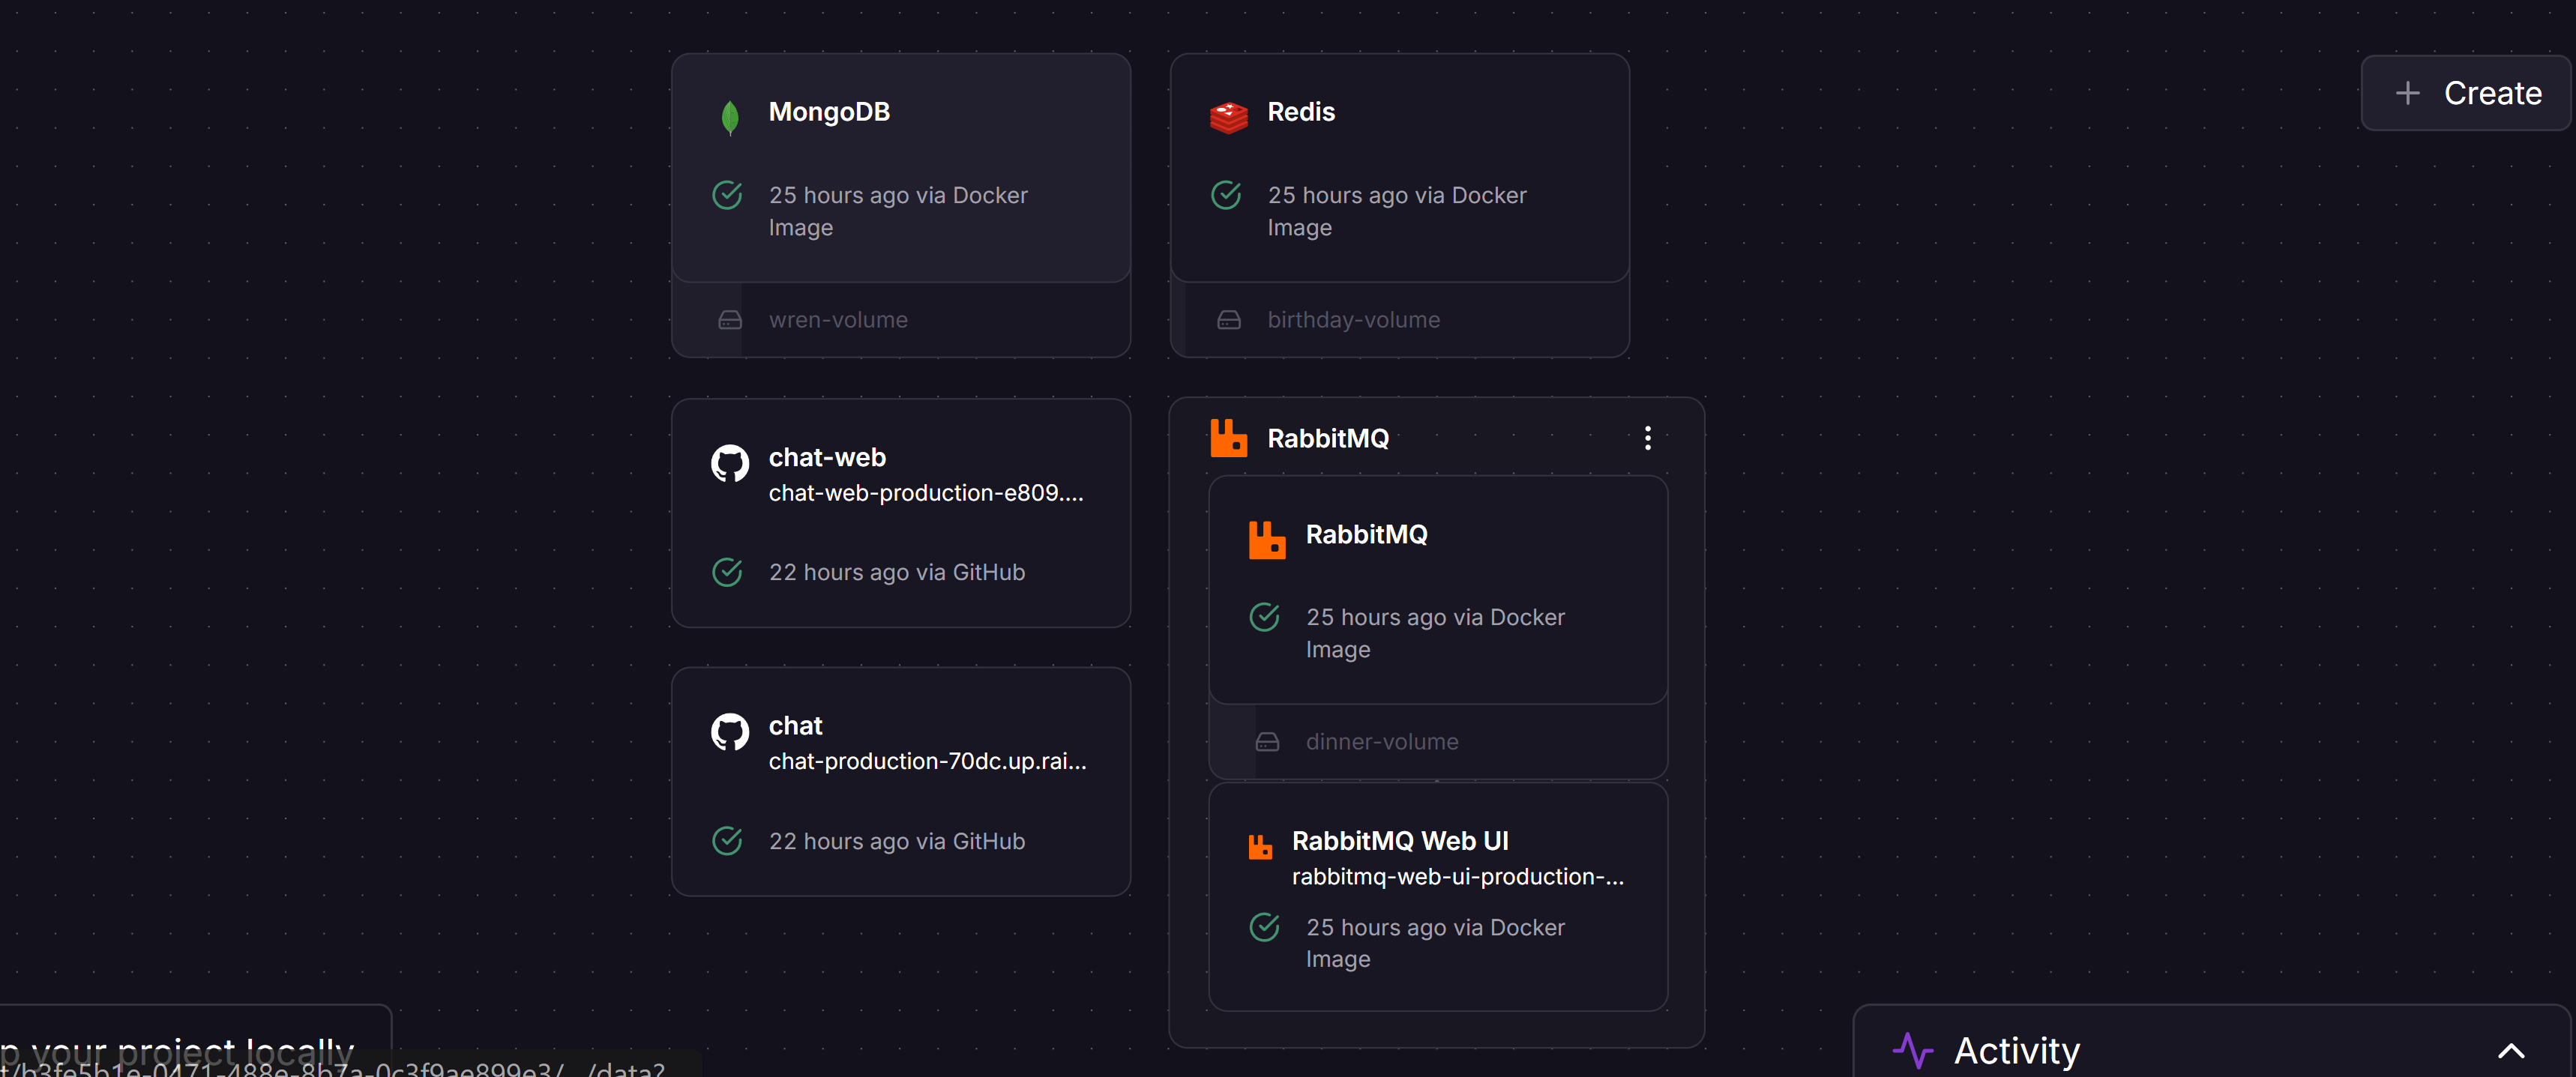 MongoDB
25 hours ago via Docker
Image
wren-volume
Redis
25 hours ago via Docker
Image
birthday-volume
Create
chat-web
chat-web-production-e809....
22 hours ago via GitHub
chat
chat-production-70dc.up.rai...
22 hours ago via GitHub
RabbitMQ
RabbitMQ
25 hours ago via Docker
Image
dinner-volume
RabbitMQ Web UI
rabbitmq-web-ui-production-...
25 hours ago via Docker
Image
p your project locally
t/b3fe5b1e-0471-488e-8b7a-0c3f9ae899e3/.../data?
Activity